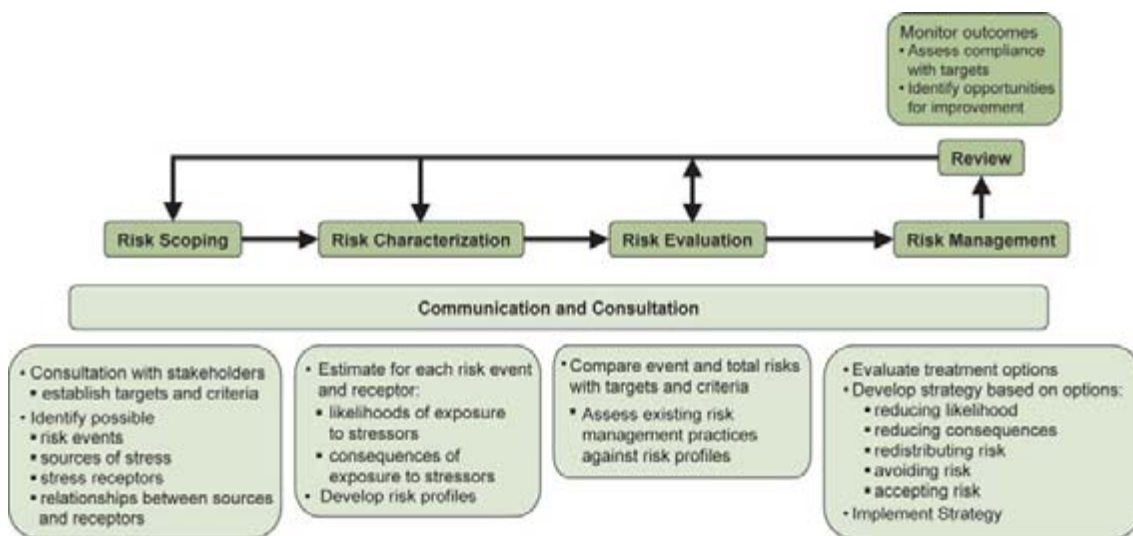 Monitor outcomes
• Assess compliance
with targets
• Identify opportunities
for improvement
Review
Risk Scoping
Risk Characterization
Risk Evaluation
Risk Management
Communication and Consultation
• Consultation with stakeholders
▪ establish targets and criteria
• Identify possible
▪ risk events
▪ sources of stress
▪ stress receptors
▪ relationships between sources
and receptors
• Estimate for each risk event
and receptor:
▪ likelihoods of exposure
to stressors
▪ consequences of
exposure to stressors
• Develop risk profiles
• Compare event and total risks
with targets and criteria
▪ Assess existing risk
management practices
against risk profiles
• Evaluate treatment options
• Develop strategy based on options:
▪ reducing likelihood
▪ reducing consequences
▪ redistributing risk
▪ avoiding risk
▪ accepting risk
• Implement Strategy